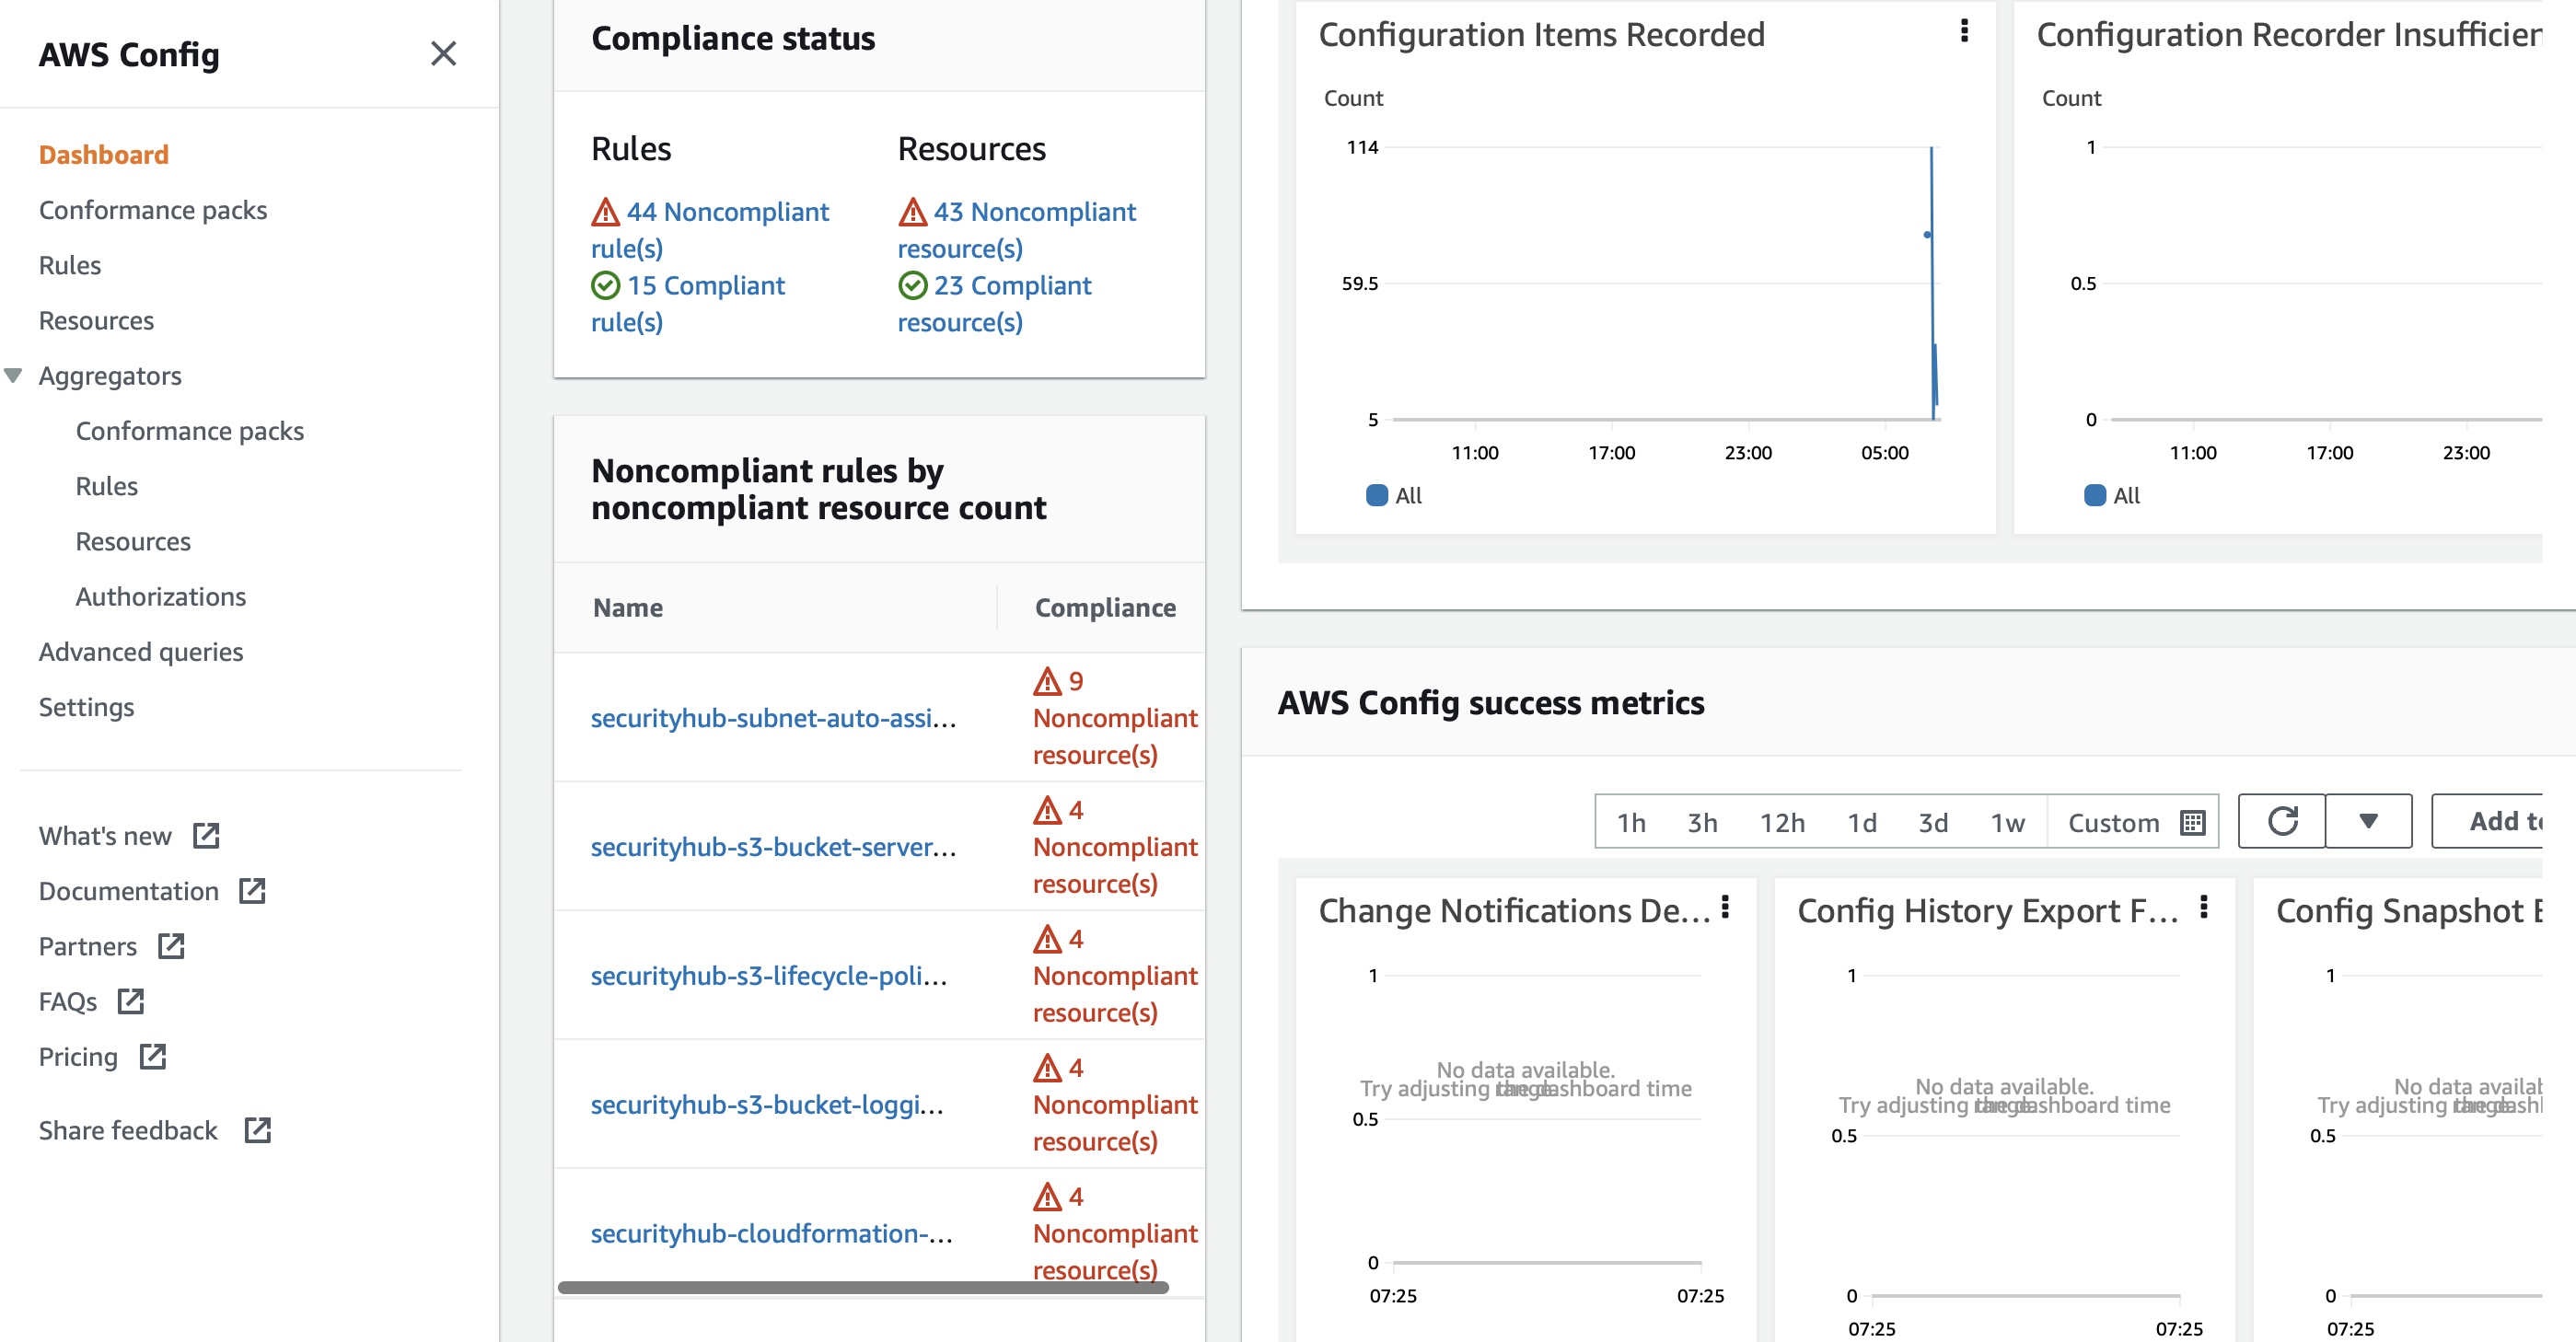 AWS Config
Dashboard
Conformance packs
Rules
Resources
Aggregators
Conformance packs
Rules
Resources
Authorizations
Advanced queries
Settings
What's new
Documentation
Partners
FAQs
Pricing
Share feedback
Compliance status
Rules
44 Noncompliant
rule(s)
15 Compliant
rule(s)
Resources
43 Noncompliant
resource(s)
23 Compliant
resource(s)
Noncompliant rules by
noncompliant resource count
Name Compliance
securityhub-subnet-auto-assi...
9
Noncompliant
resource(s)
securityhub-s3-bucket-server...
4
Noncompliant
resource(s)
securityhub-s3-lifecycle-poli...
4
Noncompliant
resource(s)
securityhub-s3-bucket-loggi...
4
Noncompliant
resource(s)
securityhub-cloudformation-...
4
Noncompliant
resource(s)
Configuration Items Recorded
Count
114
59.5
5
11:00 17:00 23:00 05:00
All
Configuration Recorder Insufficien
Count
1
0.5
0
11:00 17:00 23:00
All
AWS Config success metrics
1h 3h 12h 1d 3d 1w Custom Add to
Change Notifications De...
1
No data available.
Try adjusting the dashboard time
range.
0.5
0
07:25 07:25
Config History Export F...
1
No data available.
Try adjusting the dashboard time
range.
0.5
0
07:25 07:25
Config Snapshot E
1
No data availab
Try adjusting the dashl
range.
0.5
0
07:25